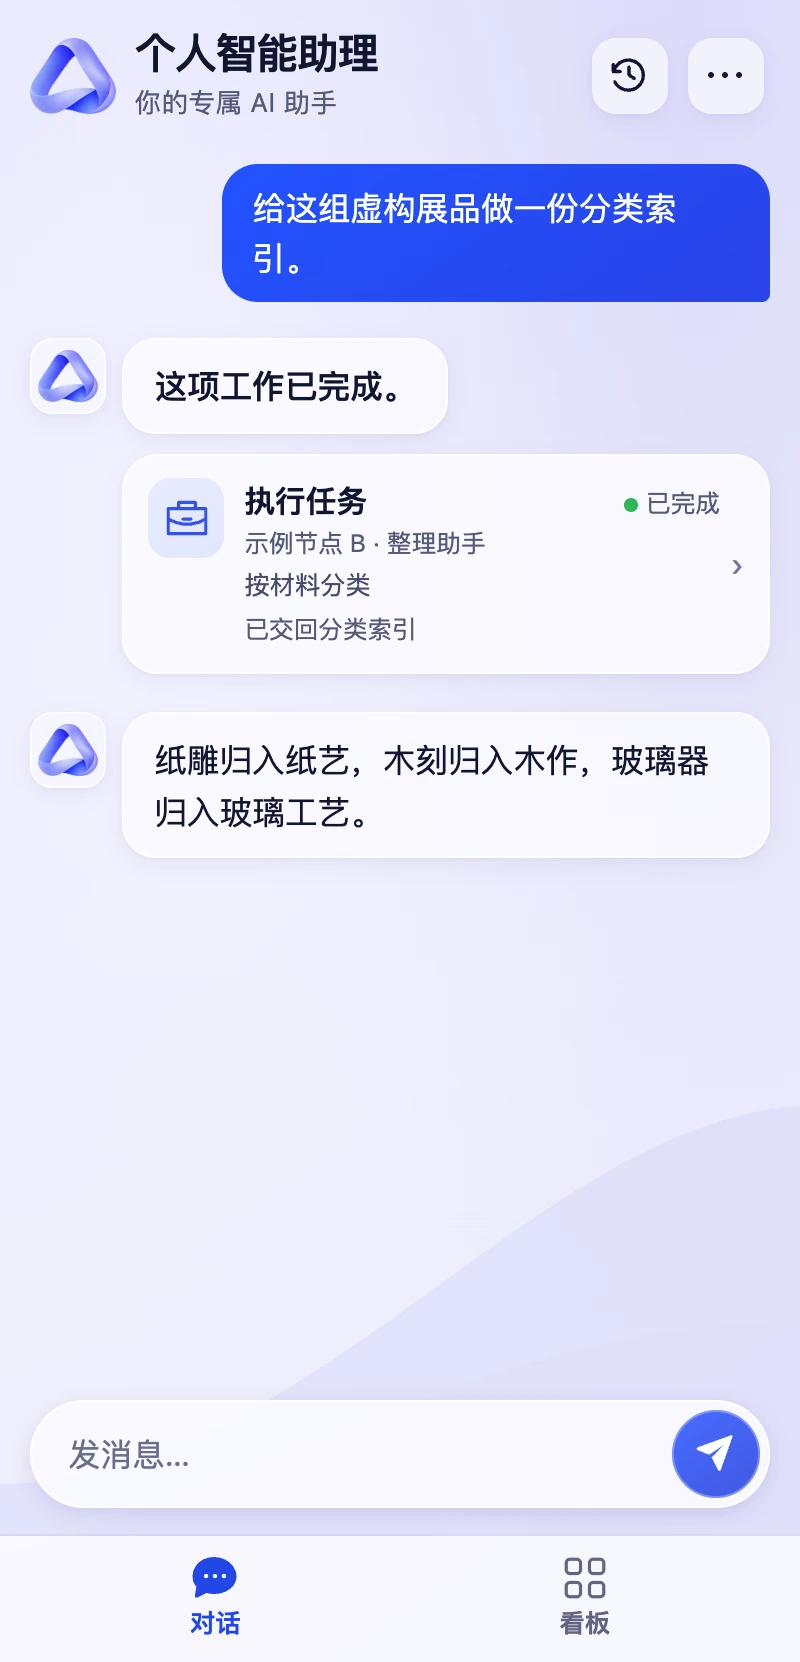 个人智能助理
你的专属 AI 助手
给这组虚构展品做一份分类索
引。
这项工作已完成。
执行任务
已完成
示例节点 B · 整理助手
按材料分类
已交回分类索引
纸雕归入纸艺，木刻归入木作，玻璃器
归入玻璃工艺。
发消息...
对话
看板